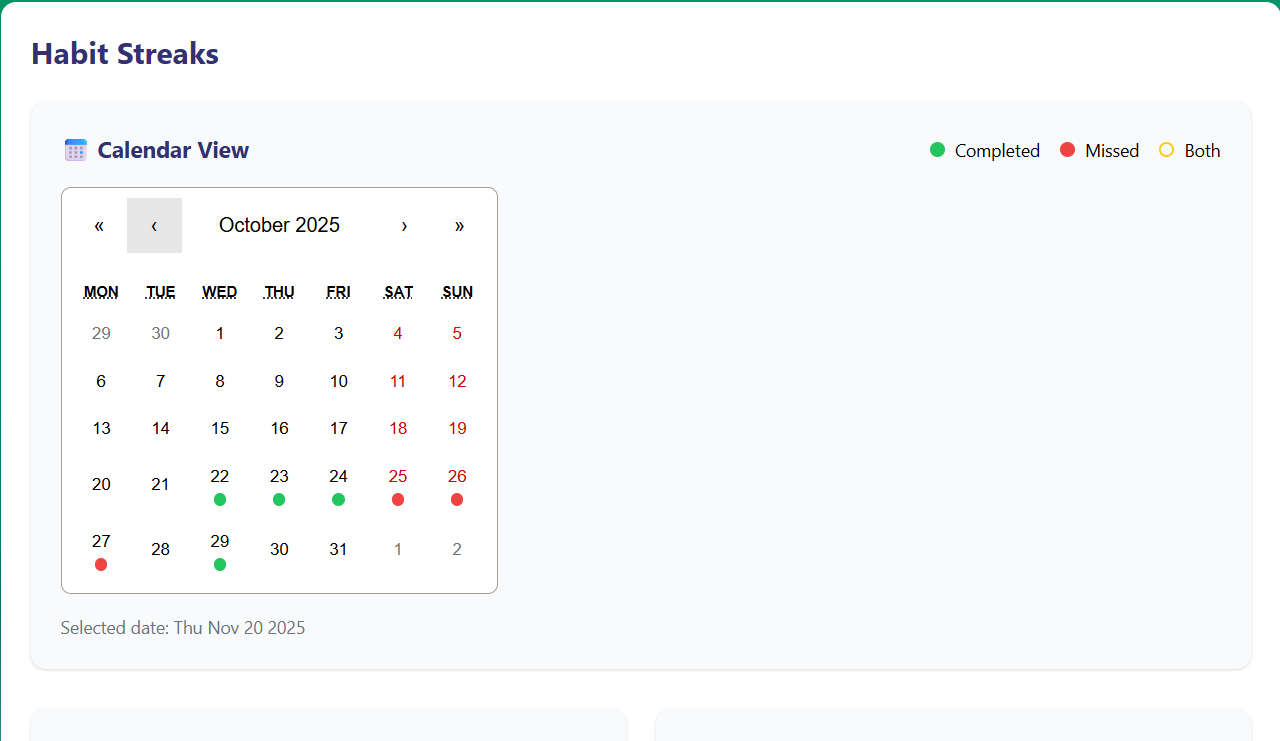 Habit Streaks
Calendar View
Completed Missed Both
« ‹ October 2025 › »
MON TUE WED THU FRI SAT SUN
29 30 1 2 3 4 5
6 7 8 9 10 11 12
13 14 15 16 17 18 19
20 21 22 23 24 25 26
27 28 29 30 31 1 2
Selected date: Thu Nov 20 2025